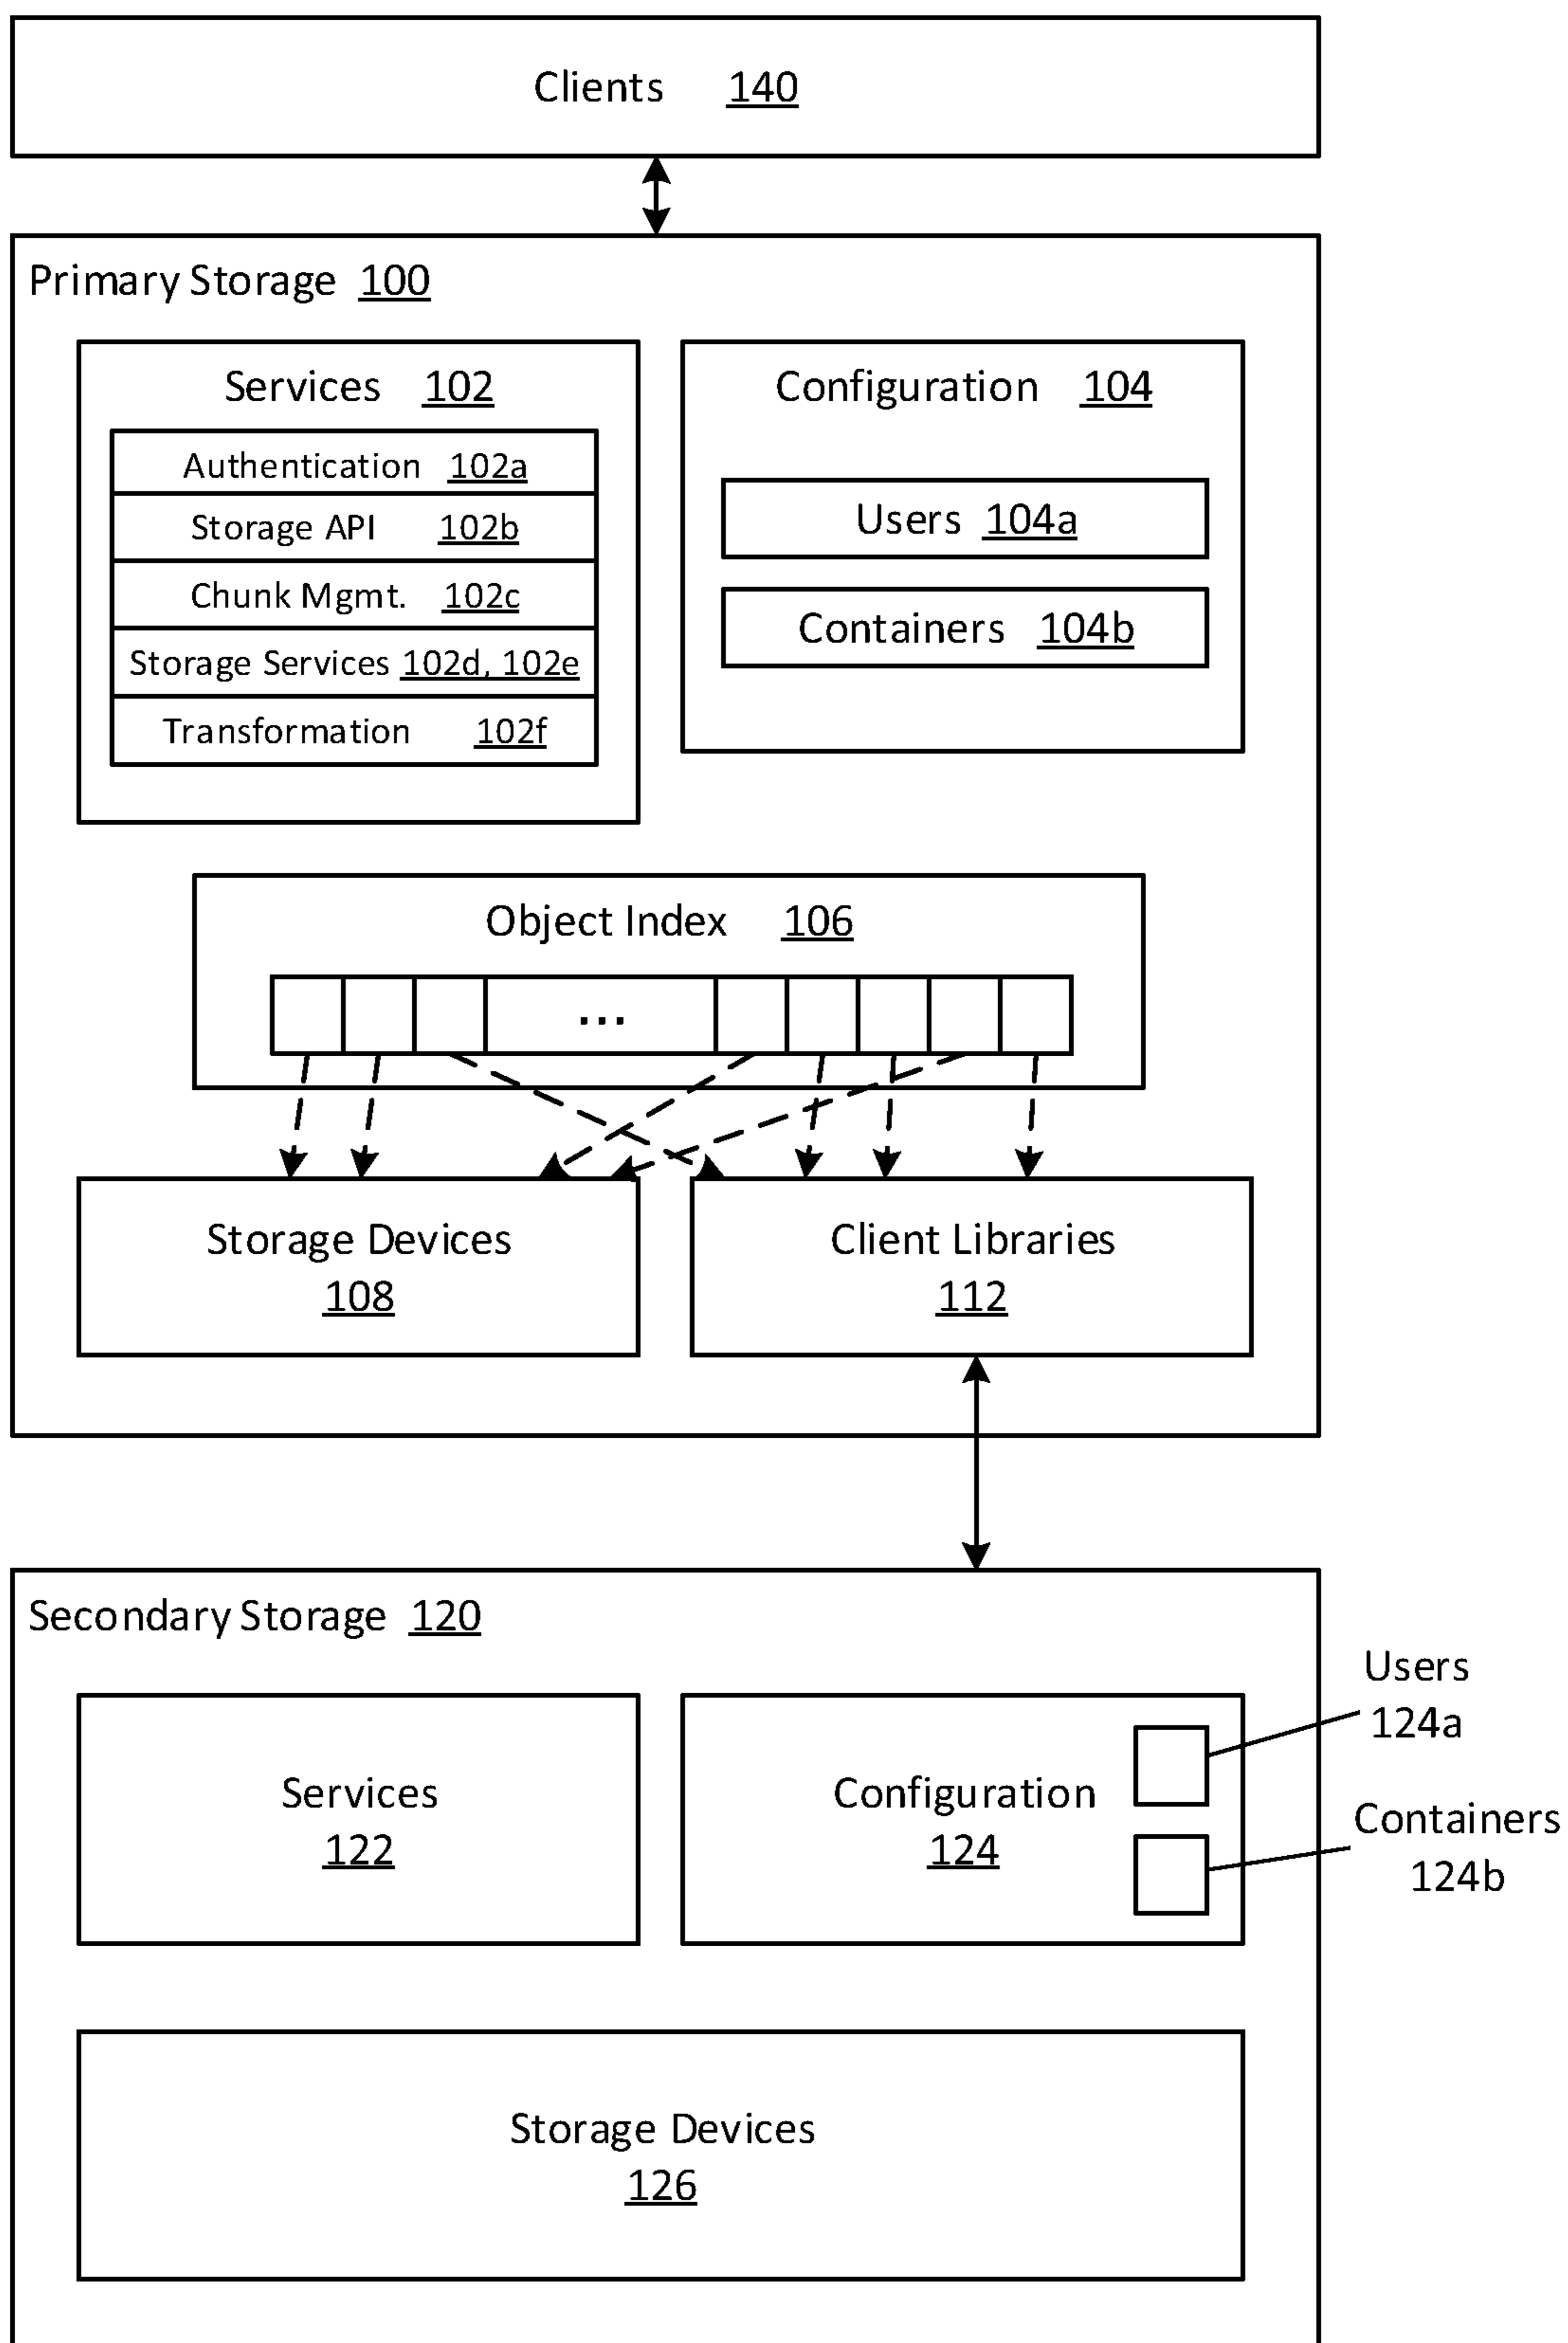 Clients 140
Primary Storage 100
Services 102
Authentication 102a
Storage API 102b
Chunk Mgmt. 102c
Storage Services 102d, 102e
Transformation 102f
Configuration 104
Users 104a
Containers 104b
Object Index 106
...
Storage Devices
108
Client Libraries
112
Secondary Storage 120
Services
122
Configuration
124
Users
124a
Containers
124b
Storage Devices
126